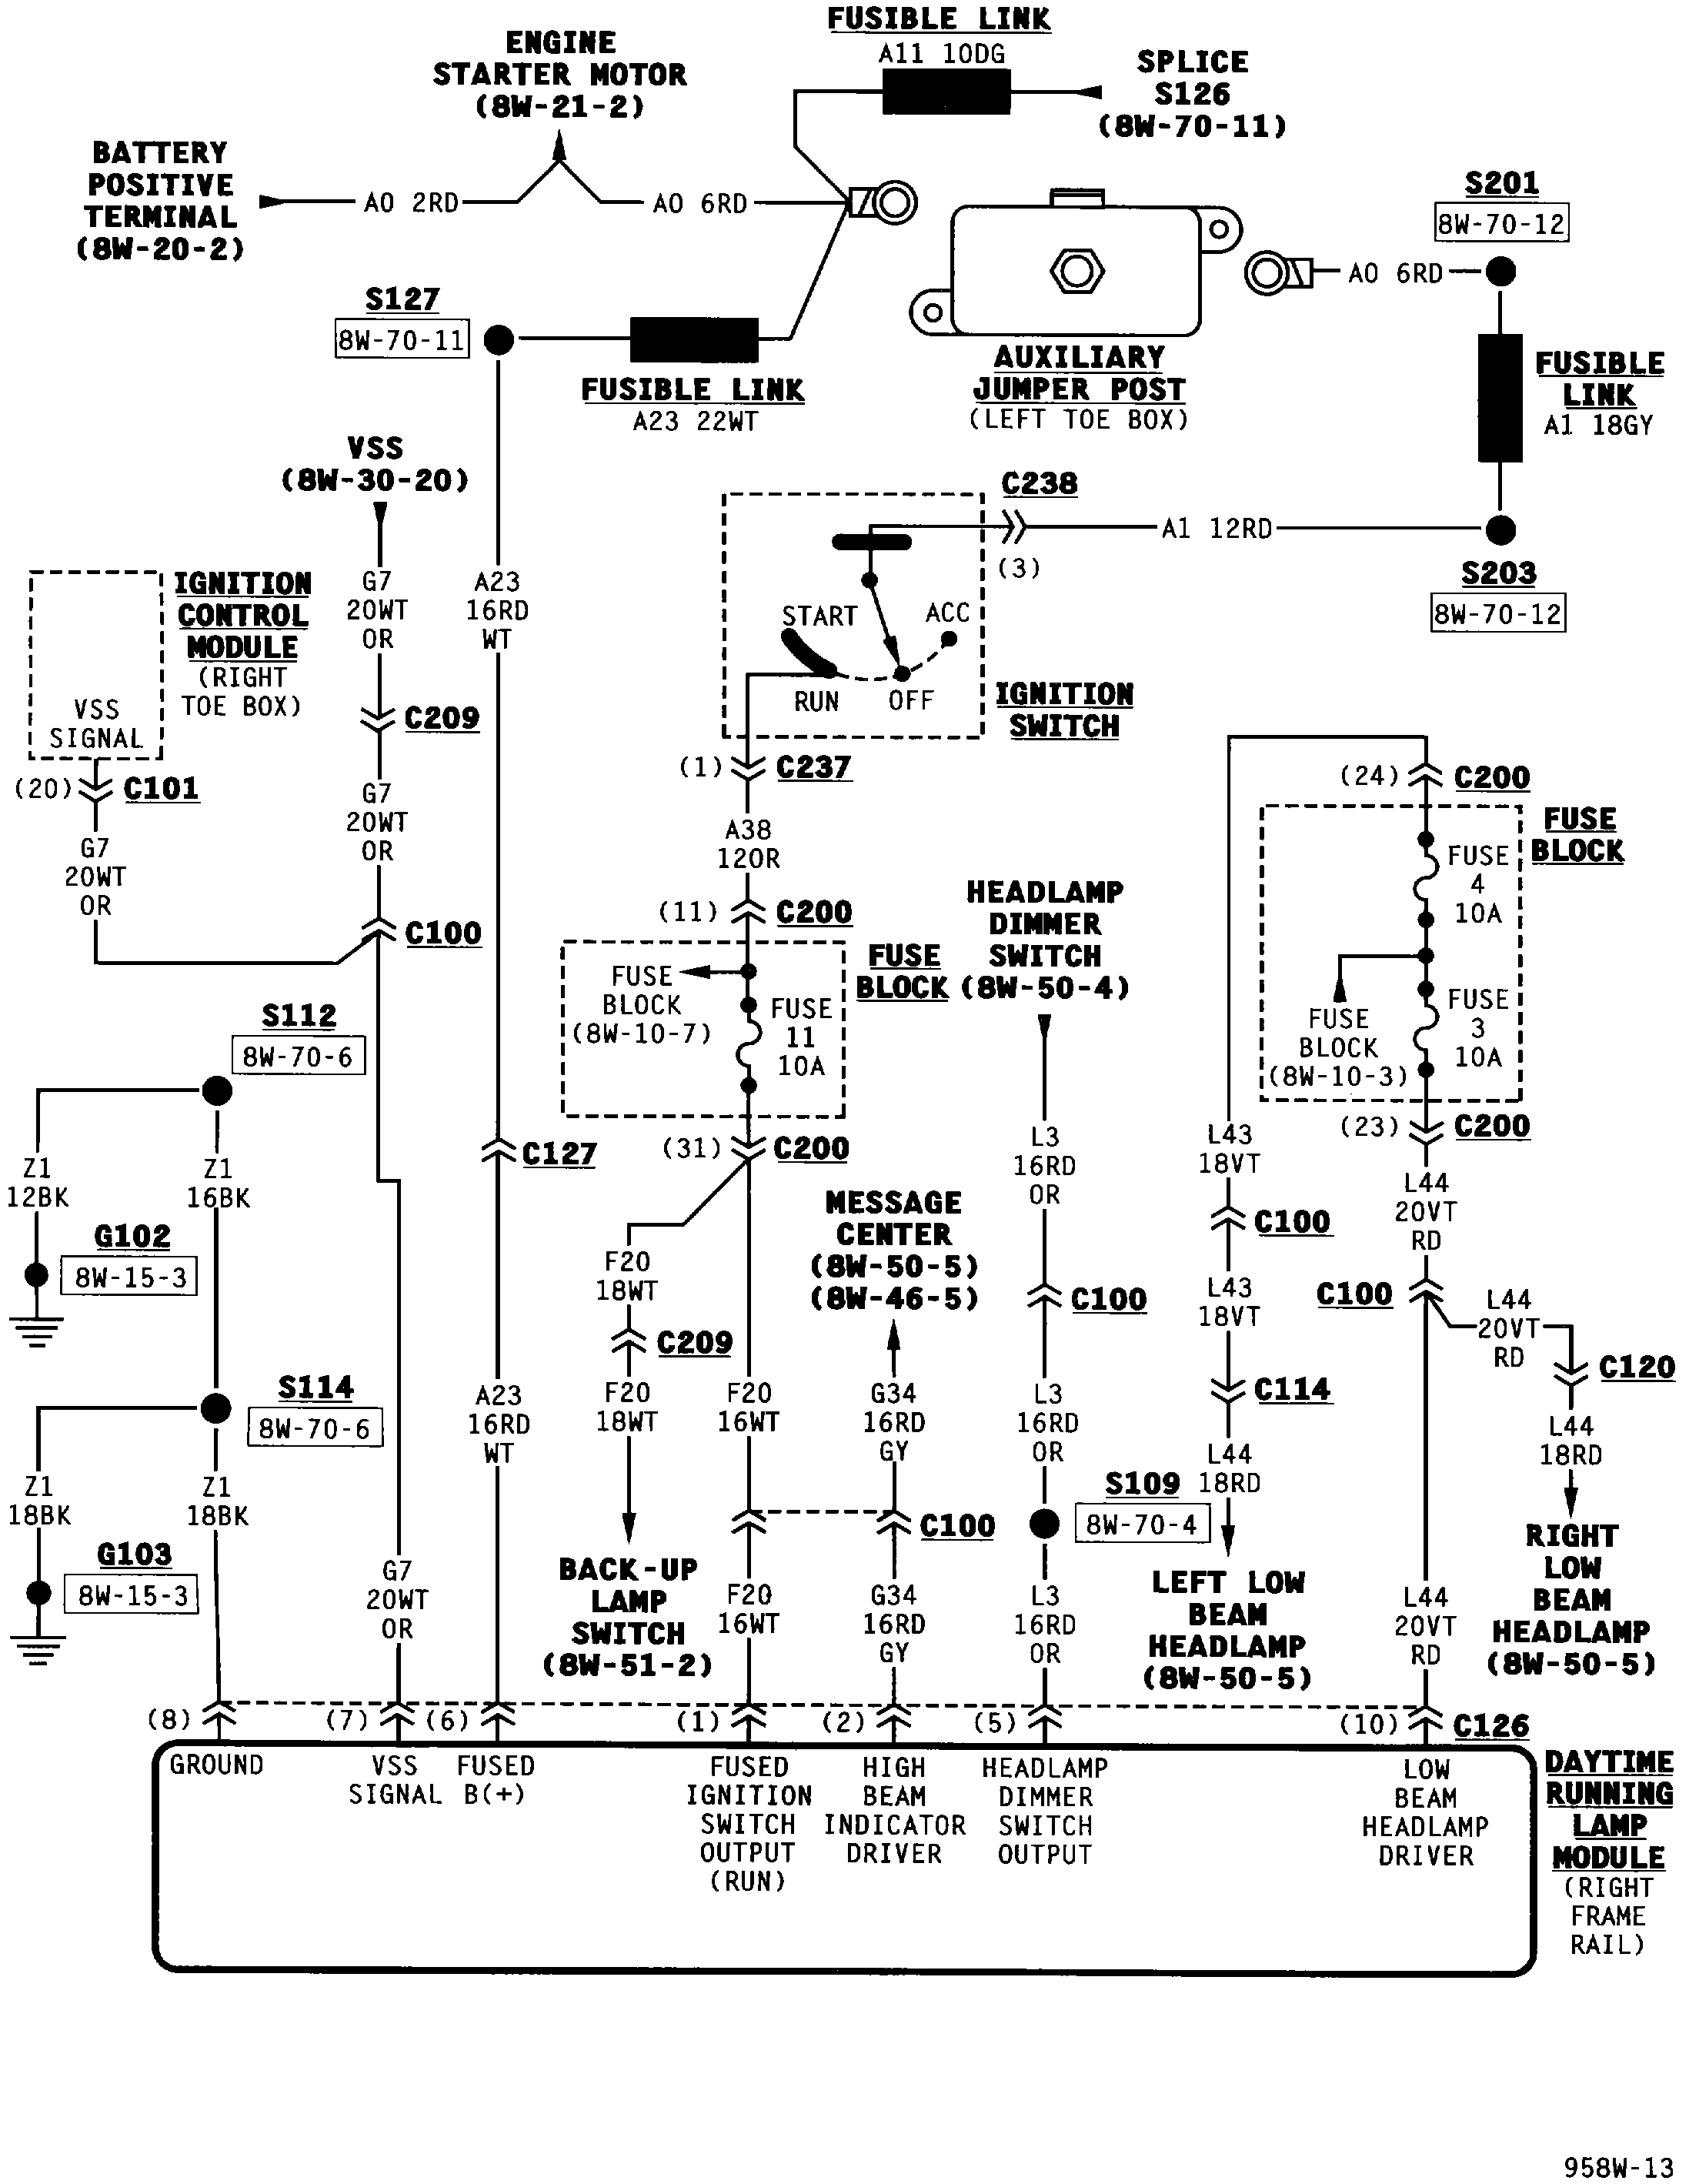 FUSIBLE LINK
A11 10DG
ENGINE
STARTER MOTOR
(8W-21-2)
SPLICE
S126
(8W-70-11)
BATTERY
POSITIVE
TERMINAL
(8W-20-2)
A0 2RD
A0 6RD
S201
8W-70-12
A0 6RD
S127
8W-70-11
FUSIBLE LINK
A23 22WT
AUXILIARY
JUMPER POST
(LEFT TOE BOX)
FUSIBLE
LINK
A1 18GY
VSS
(8W-30-20)
C238
(3)
A1 12RD
S203
8W-70-12
IGNITION
CONTROL
MODULE
(RIGHT
TOE BOX)
VSS
SIGNAL
G7
20WT
OR
A23
16RD
WT
START
ACC
RUN
OFF
IGNITION
SWITCH
C209
(20)
C101
(1)
C237
(24)
C200
G7
20WT
OR
G7
20WT
OR
A38
12OR
FUSE
BLOCK
FUSE
4
10A
(11)
C200
C100
HEADLAMP
DIMMER
SWITCH
(8W-50-4)
FUSE
BLOCK
FUSE
BLOCK
(8W-10-7)
FUSE
11
10A
FUSE
3
10A
FUSE
BLOCK
(8W-10-3)
S112
8W-70-6
(31)
C200
(23)
C200
C127
Z1
12BK
Z1
16BK
L3
16RD
OR
L43
18VT
L44
20VT
RD
G102
8W-15-3
MESSAGE
CENTER
(8W-50-5)
(8W-46-5)
C100
F20
18WT
C100
L43
18VT
C100
L44
20VT
RD
C209
C120
C114
S114
8W-70-6
A23
16RD
WT
F20
18WT
F20
16WT
G34
16RD
GY
L3
16RD
OR
L44
18RD
L44
18RD
Z1
18BK
Z1
18BK
S109
8W-70-4
C100
G103
8W-15-3
G7
20WT
OR
BACK-UP
LAMP
SWITCH
(8W-51-2)
F20
16WT
G34
16RD
GY
L3
16RD
OR
LEFT LOW
BEAM
HEADLAMP
(8W-50-5)
L44
20VT
RD
RIGHT
LOW
BEAM
HEADLAMP
(8W-50-5)
(8)
(7)
(6)
(1)
(2)
(5)
(10)
C126
GROUND
VSS
SIGNAL
FUSED
B(+)
FUSED
IGNITION
SWITCH
OUTPUT
(RUN)
HIGH
BEAM
INDICATOR
DRIVER
HEADLAMP
DIMMER
SWITCH
OUTPUT
LOW
BEAM
HEADLAMP
DRIVER
DAYTIME
RUNNING
LAMP
MODULE
(RIGHT
FRAME
RAIL)
958W-13